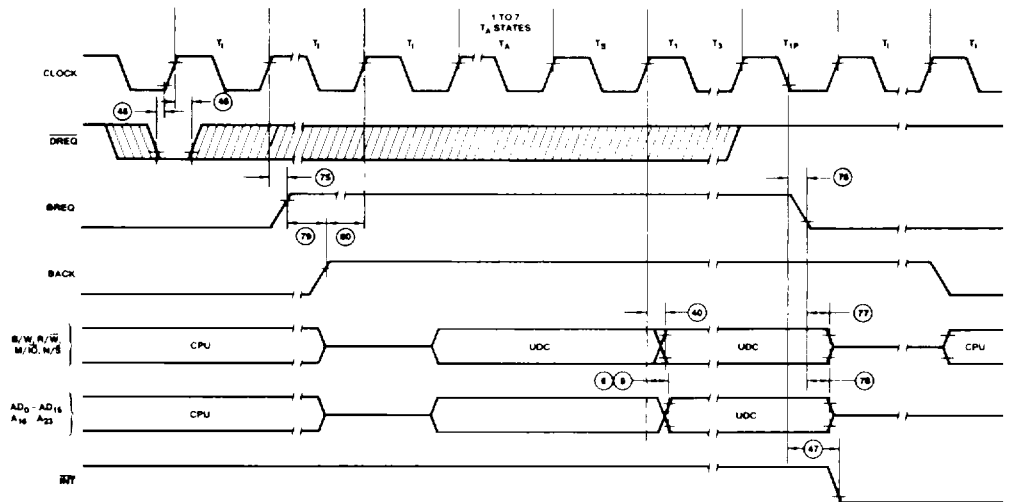 1 TO 7
TA STATES
TI TI TI TA TS T1 T3 T1P TI TI
CLOCK
46 46
DREQ
75
BREQ 76
79 80
BACK
40 77
B/W, R/W,
M/IO, N/S
CPU UDC UDC CPU
6 9 78
AD0 - AD15
A16 A23
CPU UDC
47
INT